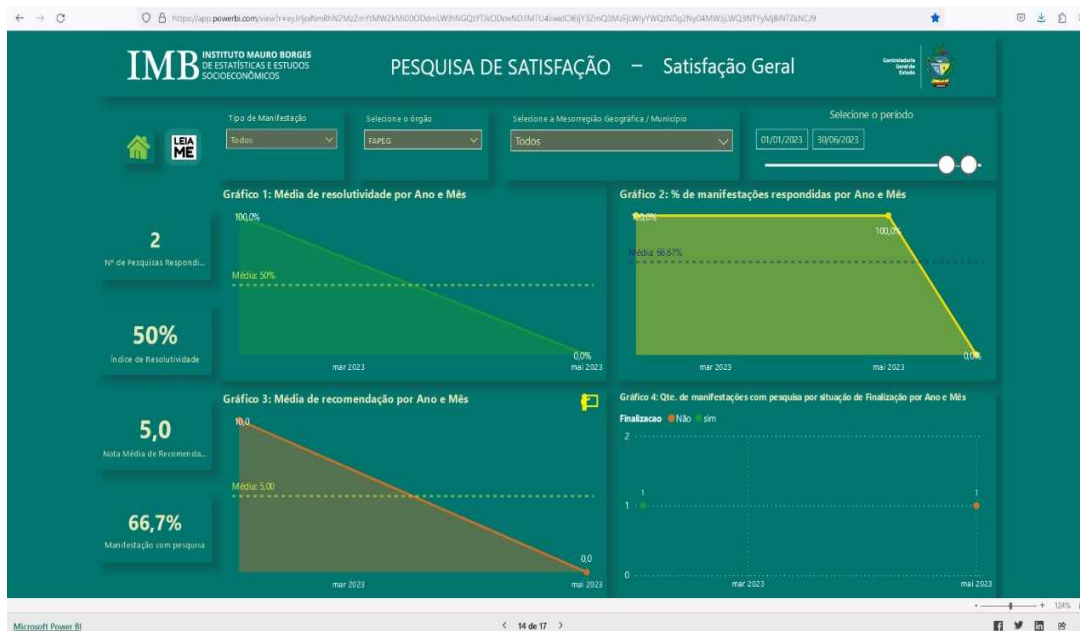 INSTITUTO MAURO BORGES
IMB DE ESTATÍSTICAS E ESTUDOS
SOCIOECONÔMICOS
PESQUISA DE SATISFAÇÃO – Satisfação Geral
Controladoria
Geral do
Estado
Tipo de Manifestação
Todos
Selecione o órgão
FAPEG
Selecione a Mesorregião Geográfica / Município
Todos
Selecione o período
01/01/2023 30/06/2023
LEIA
ME
2
Nº de Pesquisas Respondi...
50%
Índice de Resolutividade
5,0
Nota Média de Recomenda...
66,7%
Manifestação com pesquisa
Gráfico 1: Média de resolutividade por Ano e Mês
100,0%
Média: 50%
0,0%
mar 2023 mai 2023
Gráfico 2: % de manifestações respondidas por Ano e Mês
100,0%
100,0%
Média: 66,67%
0,0%
mar 2023 mai 2023
Gráfico 3: Média de recomendação por Ano e Mês
10,0
Média: 5,00
0,0
mar 2023 mai 2023
Gráfico 4: Qte. de manifestações com pesquisa por situação de Finalização por Ano e Mês
Finalizacao Não sim
2
1 1
1
0
mar 2023 mai 2023
124%
Microsoft Power BI
14 de 17